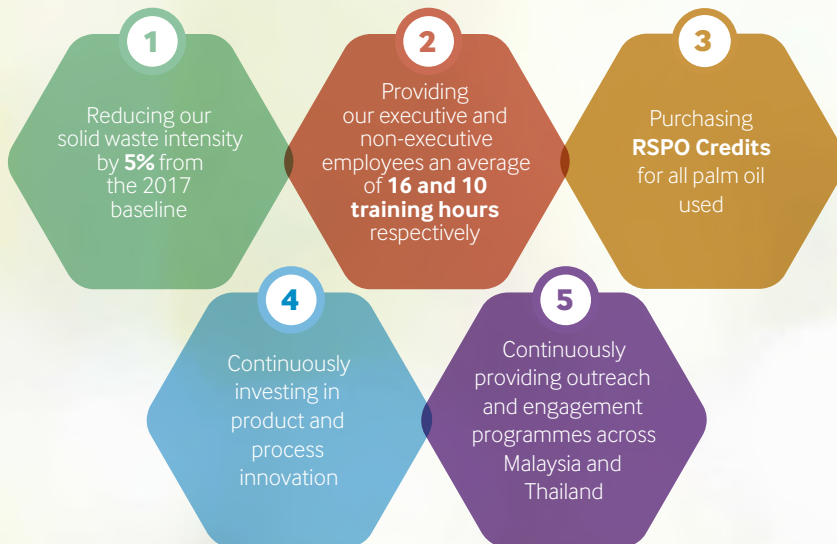 1
Reducing our
solid waste intensity
by 5% from
the 2017
baseline
2
Providing
our executive and
non-executive
employees an average
of 16 and 10
training hours
respectively
3
Purchasing
RSPO Credits
for all palm oil
used
4
Continuously
investing in
product and
process
innovation
5
Continuously
providing outreach
and engagement
programmes across
Malaysia and
Thailand